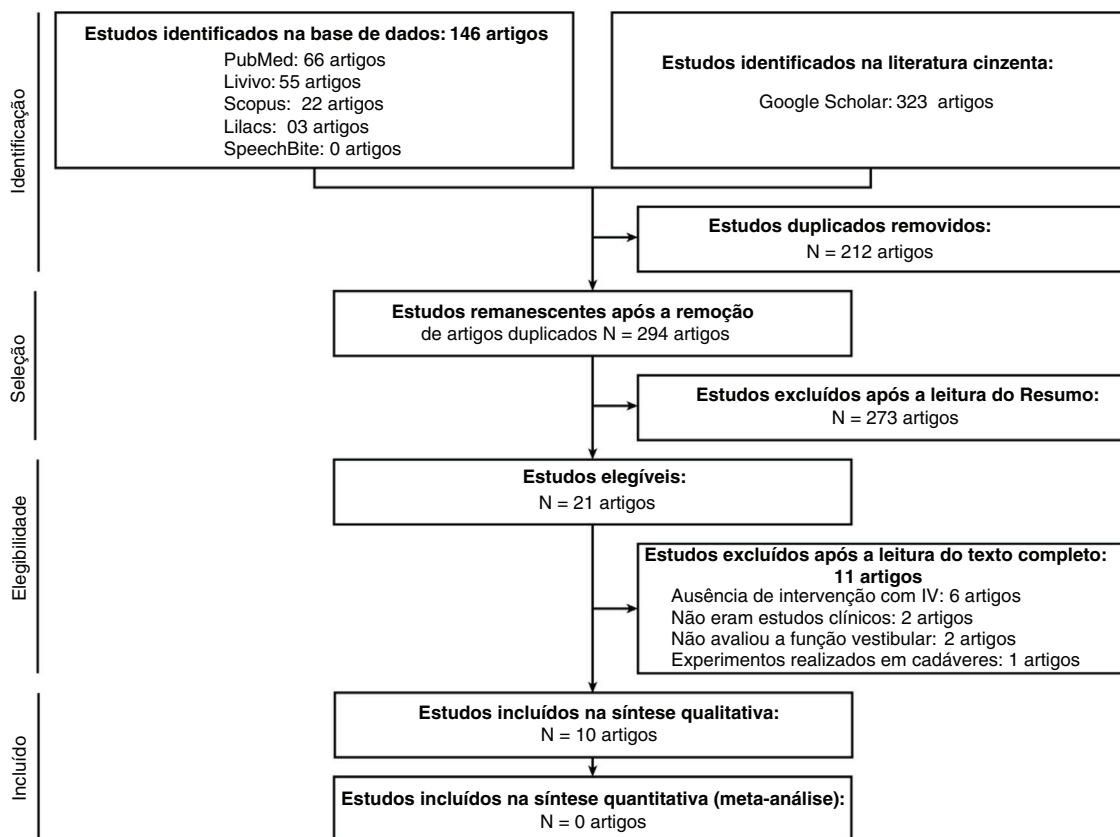 Identificação
Estudos identificados na base de dados: 146 artigos
PubMed: 66 artigos
Livivo: 55 artigos
Scopus: 22 artigos
Lilacs: 03 artigos
SpeechBite: 0 artigos
Estudos identificados na literatura cinzenta:
Google Scholar: 323 artigos
Estudos duplicados removidos:
N = 212 artigos
Seleção
Estudos remanescentes após a remoção
de artigos duplicados N = 294 artigos
Estudos excluídos após a leitura do Resumo:
N = 273 artigos
Elegibilidade
Estudos elegíveis:
N = 21 artigos
Estudos excluídos após a leitura do texto completo:
11 artigos
Ausência de intervenção com IV: 6 artigos
Não eram estudos clínicos: 2 artigos
Não avaliou a função vestibular: 2 artigos
Experimentos realizados em cadáveres: 1 artigos
Incluído
Estudos incluídos na síntese qualitativa:
N = 10 artigos
Estudos incluídos na síntese quantitativa (meta-análise):
N = 0 artigos